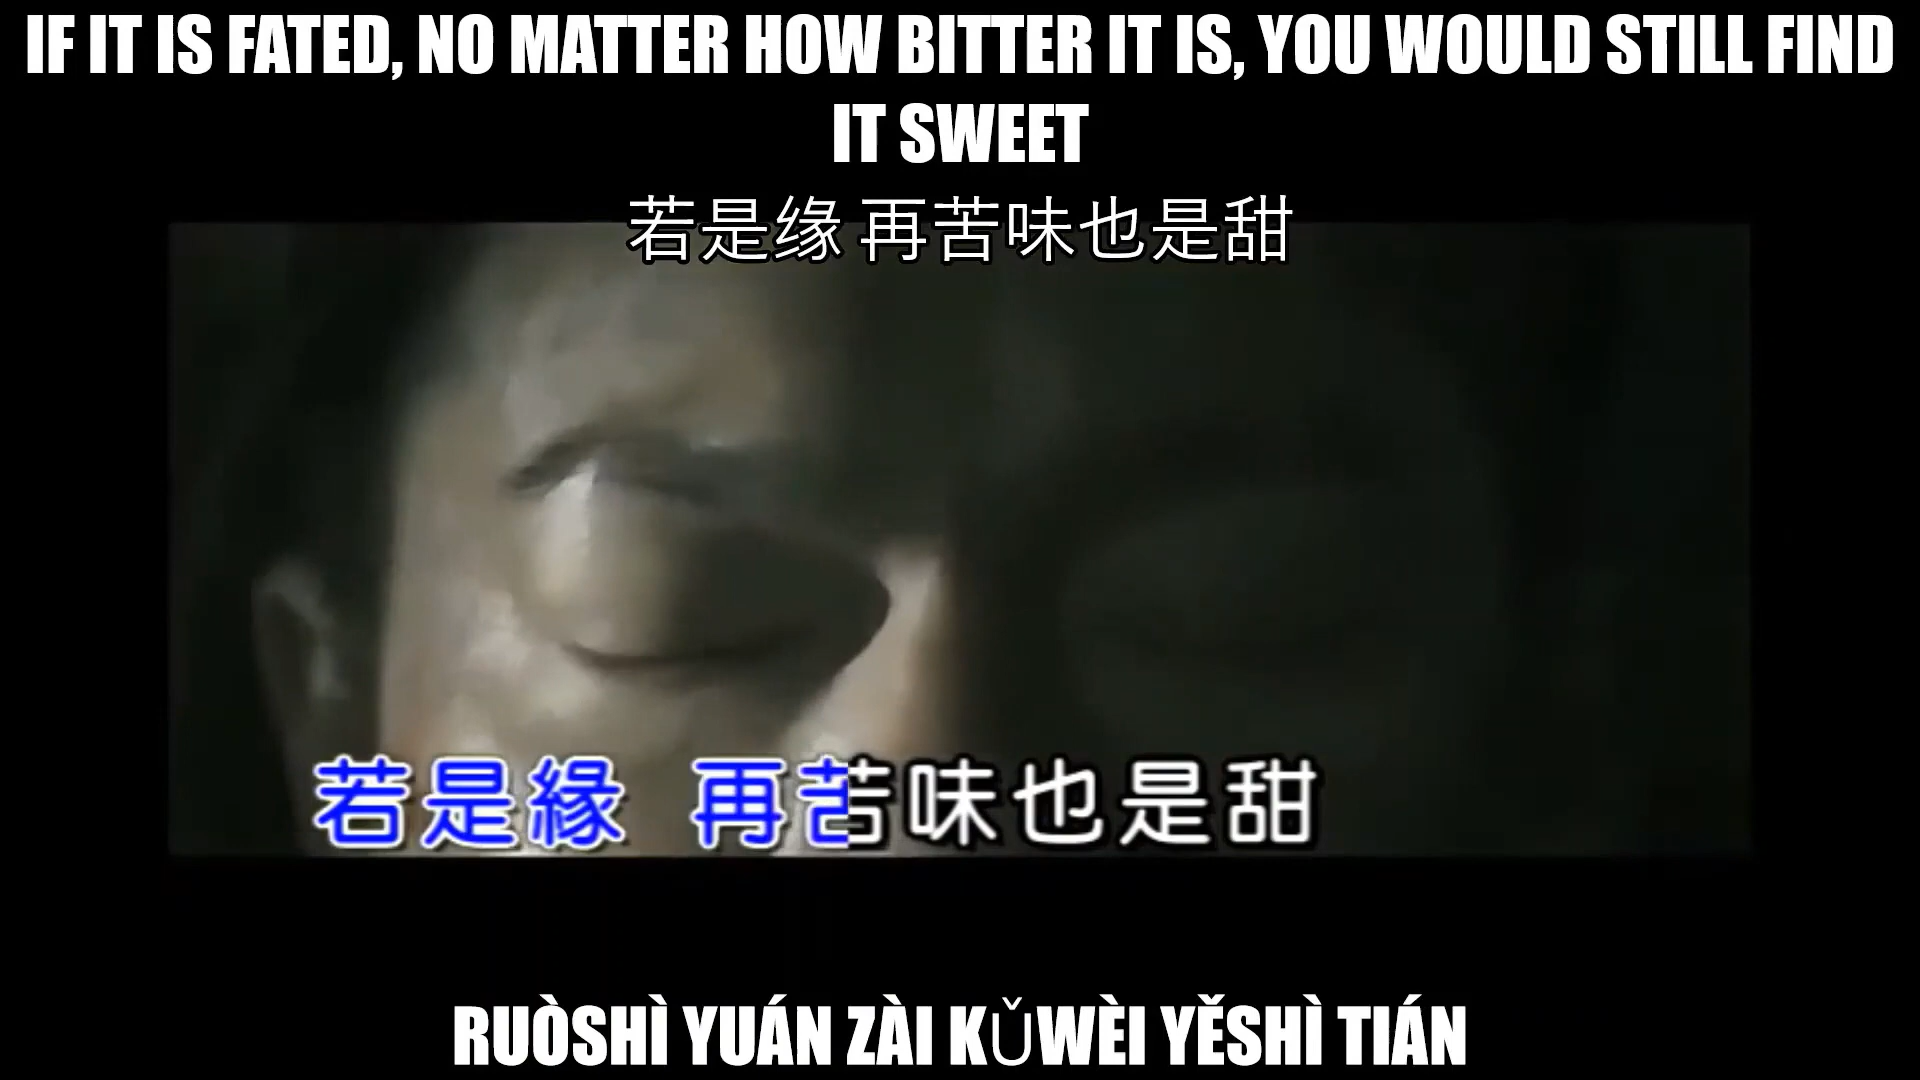 IF IT IS FATED, NO MATTER HOW BITTER IT IS, YOU WOULD STILL FIND
IT SWEET
若是缘 再苦味也是甜
若是緣 再苦味也是甜
RUÒSHÌ YUÁN ZÀI KǓWÈI YĚSHÌ TIÁN